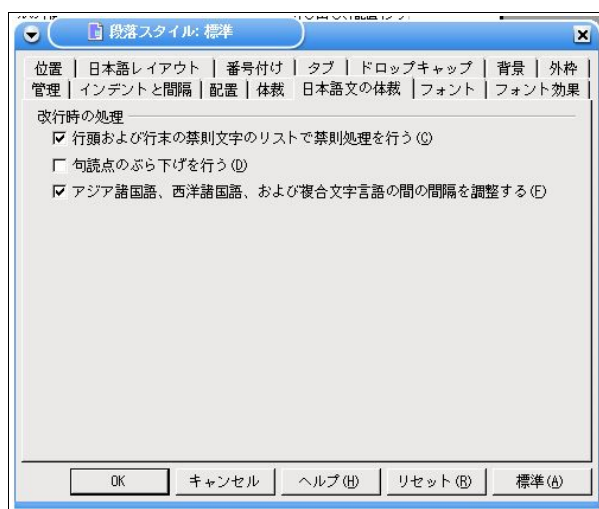 段落スタイル: 標準
位置 日本語レイアウト 番号付け タブ ドロップキャップ 背景 外枠
管理 インデントと間隔 配置 体裁 日本語文の体裁 フォント フォント効果
改行時の処理
行頭および行末の禁則文字のリストで禁則処理を行う(C)
句読点のぶら下げを行う(D)
アジア諸国語、西洋諸国語、および複合文字言語の間の間隔を調整する(E)
OK キャンセル ヘルプ(H) リセット(R) 標準(A)